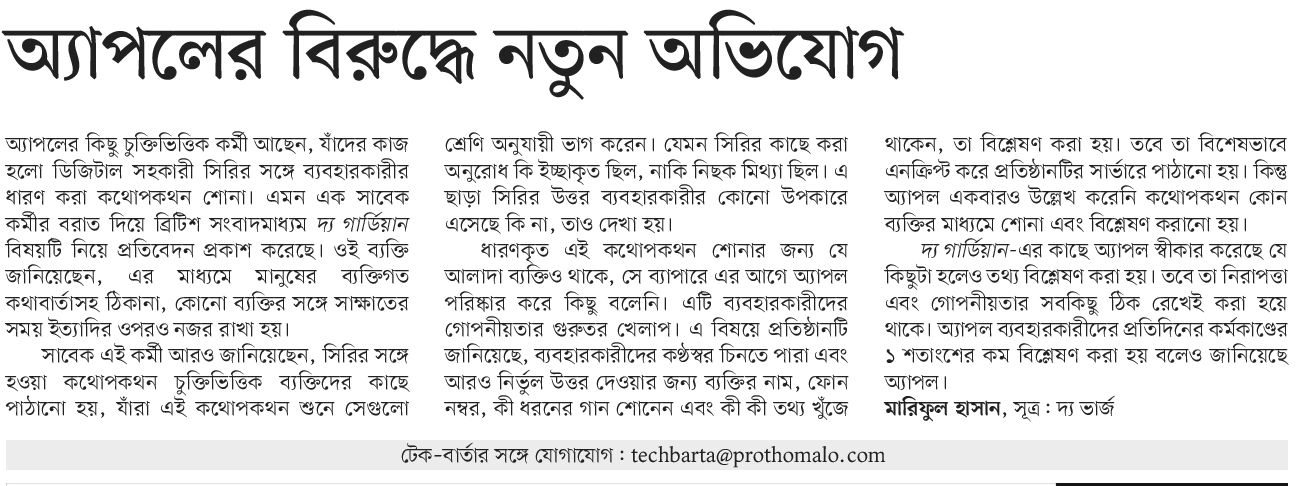 অ্যাপলের বিরুদ্ধে নতুন অভিযোগ
অ্যাপলের কিছু চুক্তিভিত্তিক কর্মী আছেন, যাঁদের কাজ
হলো ডিজিটাল সহকারী সিরির সঙ্গে ব্যবহারকারীর
ধারণ করা কথোপকথন শোনা। এমন এক সাবেক
কর্মীর বরাত দিয়ে ব্রিটিশ সংবাদমাধ্যম দ্য গার্ডিয়ান
বিষয়টি নিয়ে প্রতিবেদন প্রকাশ করেছে। ওই ব্যক্তি
জানিয়েছেন, এর মাধ্যমে মানুষের ব্যক্তিগত
কথাবার্তাসহ ঠিকানা, কোনো ব্যক্তির সঙ্গে সাক্ষাতের
সময় ইত্যাদির ওপরও নজর রাখা হয়।
সাবেক এই কর্মী আরও জানিয়েছেন, সিরির সঙ্গে
হওয়া কথোপকথন চুক্তিভিত্তিক ব্যক্তিদের কাছে
পাঠানো হয়, যাঁরা এই কথোপকথন শুনে সেগুলো
শ্রেণি অনুযায়ী ভাগ করেন। যেমন সিরির কাছে করা
অনুরোধ কি ইচ্ছাকৃত ছিল, নাকি নিছক মিথ্যা ছিল। এ
ছাড়া সিরির উত্তর ব্যবহারকারীর কোনো উপকারে
এসেছে কি না, তাও দেখা হয়।
ধারণকৃত এই কথোপকথন শোনার জন্য যে
আলাদা ব্যক্তিও থাকে, সে ব্যাপারে এর আগে অ্যাপল
পরিষ্কার করে কিছু বলেনি। এটি ব্যবহারকারীদের
গোপনীয়তার গুরুতর খেলাপ। এ বিষয়ে প্রতিষ্ঠানটি
জানিয়েছে, ব্যবহারকারীদের কণ্ঠস্বর চিনতে পারা এবং
আরও নির্ভুল উত্তর দেওয়ার জন্য ব্যক্তির নাম, ফোন
নম্বর, কী ধরনের গান শোনেন এবং কী কী তথ্য খুঁজে
থাকেন, তা বিশ্লেষণ করা হয়। তবে তা বিশেষভাবে
এনক্রিপ্ট করে প্রতিষ্ঠানটির সার্ভারে পাঠানো হয়। কিন্তু
অ্যাপল একবারও উল্লেখ করেনি কথোপকথন কোন
ব্যক্তির মাধ্যমে শোনা এবং বিশ্লেষণ করানো হয়।
দ্য গার্ডিয়ান-এর কাছে অ্যাপল স্বীকার করেছে যে
কিছুটা হলেও তথ্য বিশ্লেষণ করা হয়। তবে তা নিরাপত্তা
এবং গোপনীয়তার সবকিছু ঠিক রেখেই করা হয়ে
থাকে। অ্যাপল ব্যবহারকারীদের প্রতিদিনের কর্মকাণ্ডের
১ শতাংশের কম বিশ্লেষণ করা হয় বলেও জানিয়েছে
অ্যাপল।
মারিফুল হাসান, সূত্র : দ্য ভার্জ
টেক-বার্তার সঙ্গে যোগাযোগ : techbarta@prothomalo.com